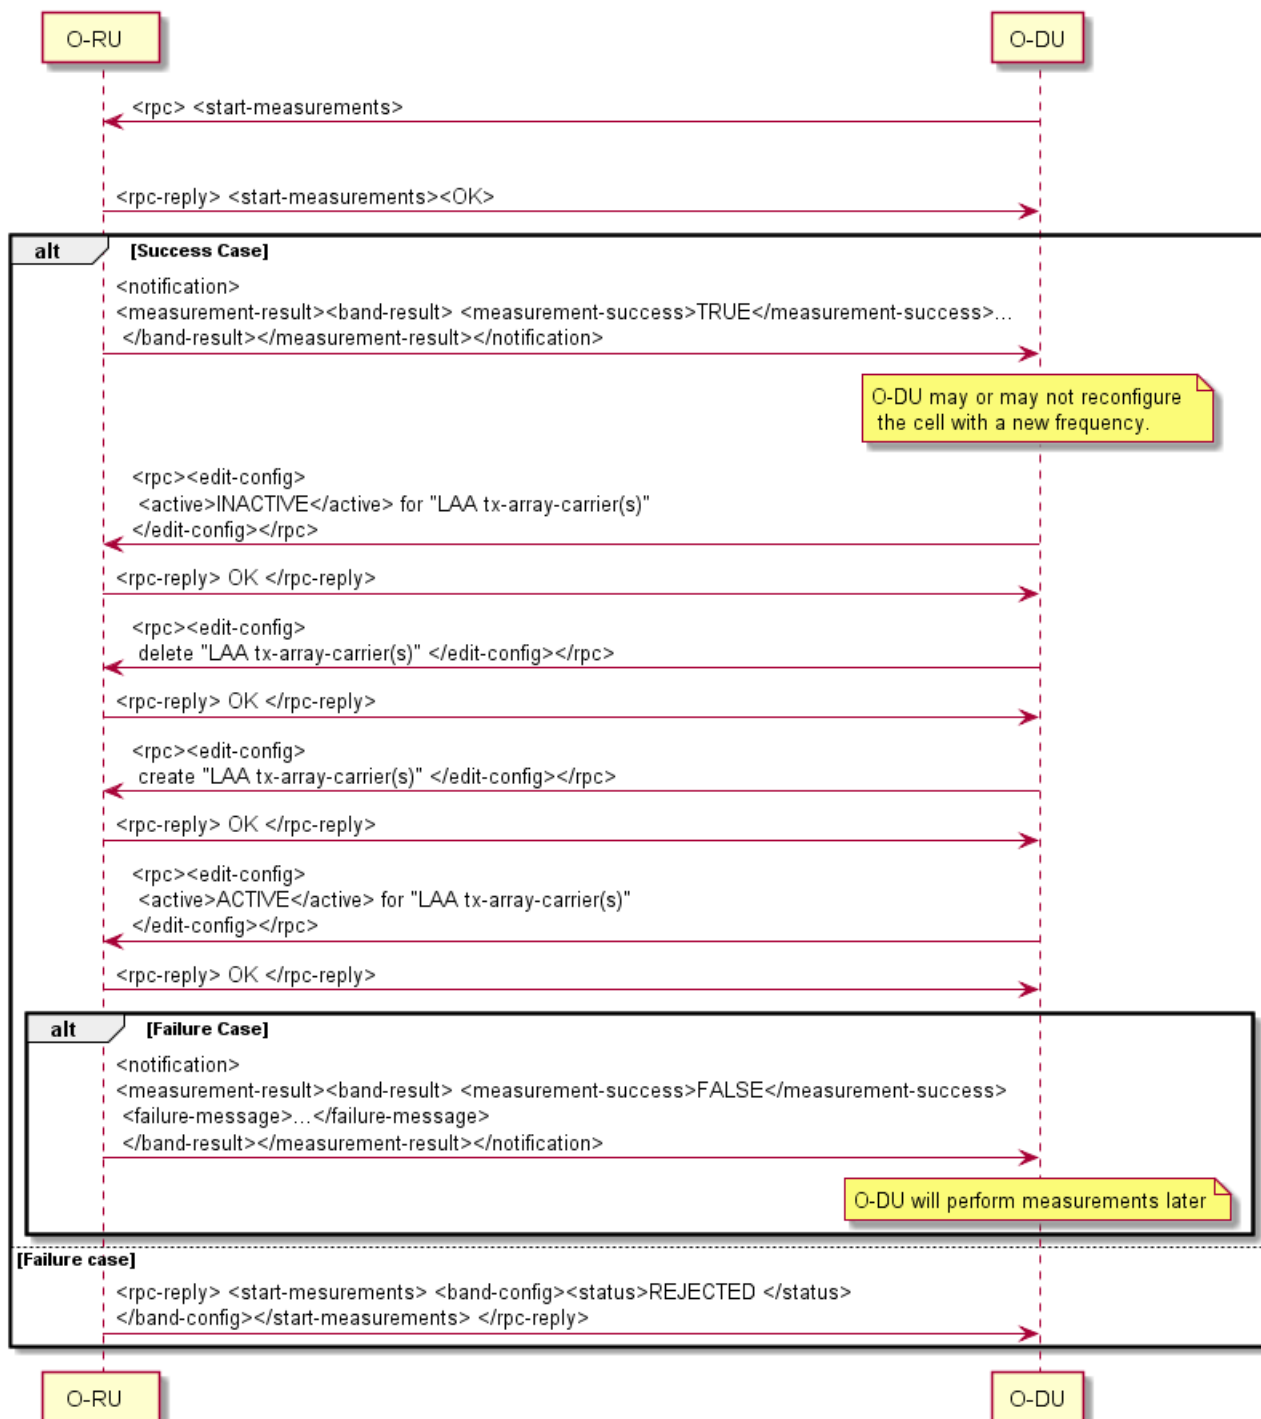 O-RU
O-DU
<rpc> <start-measurements>
<rpc-reply> <start-measurements><OK>
alt
[Success Case]
<notification>
<measurement-result><band-result> <measurement-success>TRUE</measurement-success>...
</band-result></measurement-result></notification>
O-DU may or may not reconfigure
the cell with a new frequency.
<rpc><edit-config>
<active>INACTIVE</active> for "LAA tx-array-carrier(s)"
</edit-config></rpc>
<rpc-reply> OK </rpc-reply>
<rpc><edit-config>
delete "LAA tx-array-carrier(s)" </edit-config></rpc>
<rpc-reply> OK </rpc-reply>
<rpc><edit-config>
create "LAA tx-array-carrier(s)" </edit-config></rpc>
<rpc-reply> OK </rpc-reply>
<rpc><edit-config>
<active>ACTIVE</active> for "LAA tx-array-carrier(s)"
</edit-config></rpc>
<rpc-reply> OK </rpc-reply>
alt
[Failure Case]
<notification>
<measurement-result><band-result> <measurement-success>FALSE</measurement-success>
<failure-message>...</failure-message>
</band-result></measurement-result></notification>
O-DU will perform measurements later
[Failure case]
<rpc-reply> <start-mesurements> <band-config><status>REJECTED </status>
</band-config></start-measurements> </rpc-reply>
O-RU
O-DU